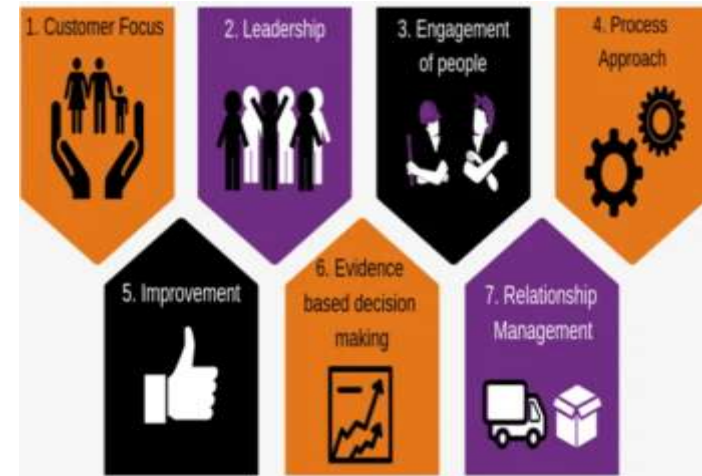 1. Customer Focus
2. Leadership
3. Engagement
of people
4. Process
Approach
5. Improvement
6. Evidence
based decision
making
7. Relationship
Management